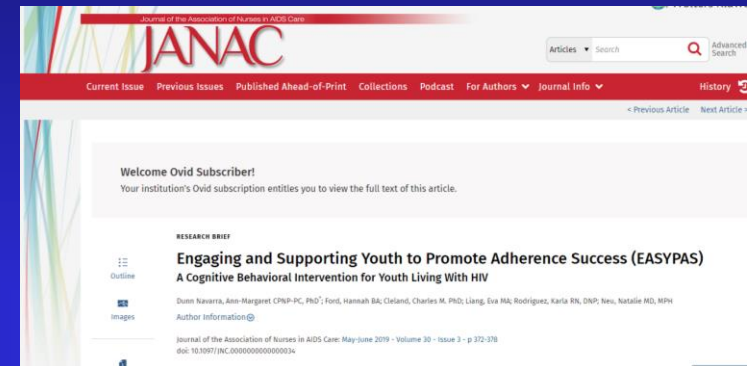 Journal of the Association of Nurses in AIDS Care
JANAC
Articles Search
Advanced
Search
Current Issue Previous Issues Published Ahead-of-Print Collections Podcast For Authors Journal Info History
< Previous Article Next Article >
Welcome Ovid Subscriber!
Your institution's Ovid subscription entitles you to view the full text of this article.
RESEARCH BRIEF
Engaging and Supporting Youth to Promote Adherence Success (EASYPAS)
A Cognitive Behavioral Intervention for Youth Living With HIV
Outline
Dunn Navarra, Ann-Margaret CPNP-PC, PhD*; Ford, Hannah BA; Cleland, Charles M. PhD; Liang, Eva MA; Rodriguez, Karla RN, DNP; Neu, Natalie MD, MPH
Images
Author Information
Journal of the Association of Nurses in AIDS Care: May-June 2019 - Volume 30 - Issue 3 - p 372-378
doi: 10.1097/JNC.0000000000000034